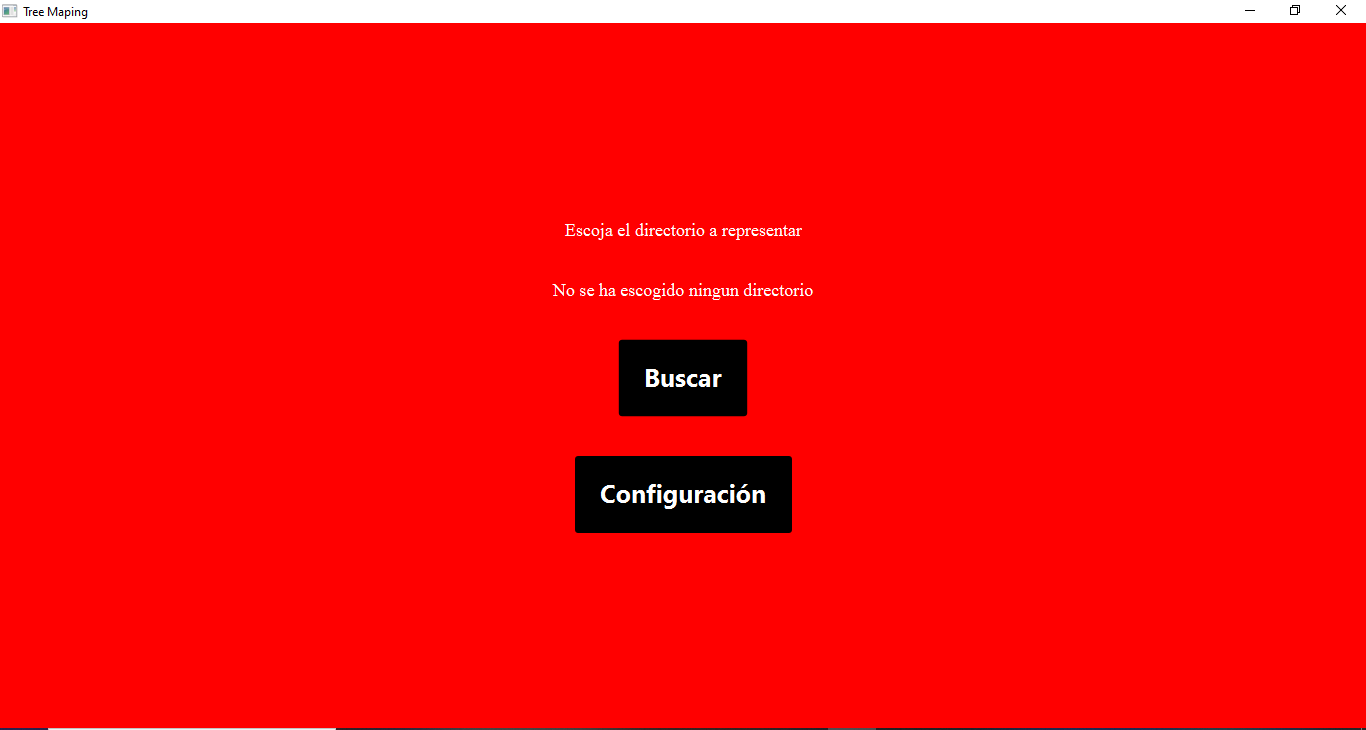 Tree Maping
Escoja el directorio a representar
No se ha escogido ningun directorio
Buscar
Configuración